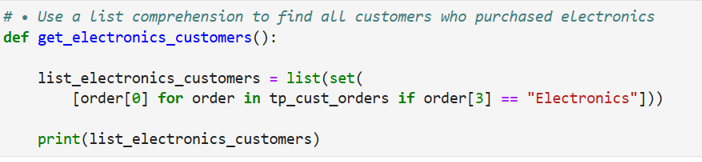 # • Use a list comprehension to find all customers who purchased electronics
def get_electronics_customers():
    list_electronics_customers = list(set(
        [order[0] for order in tp_cust_orders if order[3] == "Electronics"]))
    print(list_electronics_customers)